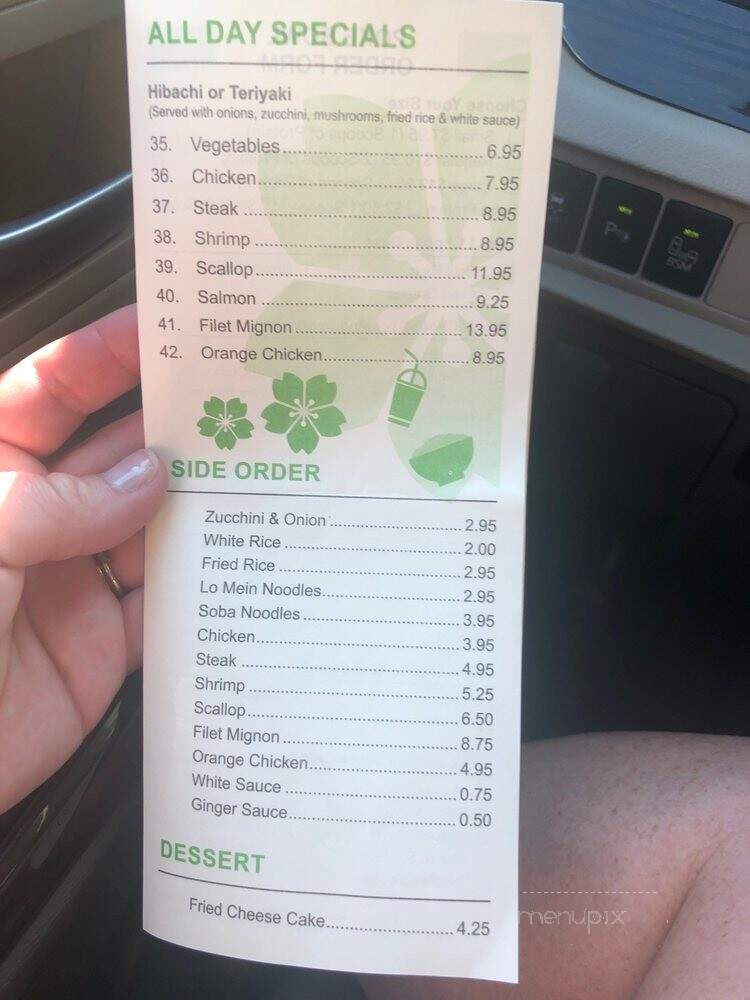 ALL DAY SPECIALS
Hibachi or Teriyaki
(Served with onions, zucchini, mushrooms, fried rice & white sauce)
35. Vegetables 6.95
36. Chicken 7.95
37. Steak 8.95
38. Shrimp 8.95
39. Scallop 11.95
40. Salmon 9.25
41. Filet Mignon 13.95
42. Orange Chicken 8.95
SIDE ORDER
Zucchini & Onion 2.95
White Rice 2.00
Fried Rice 2.95
Lo Mein Noodles 2.95
Soba Noodles 3.95
Chicken 3.95
Steak 4.95
Shrimp 5.25
Scallop 6.50
Filet Mignon 8.75
Orange Chicken 4.95
White Sauce 0.75
Ginger Sauce 0.50
DESSERT
Fried Cheese Cake 4.25
P
BSM
menupix